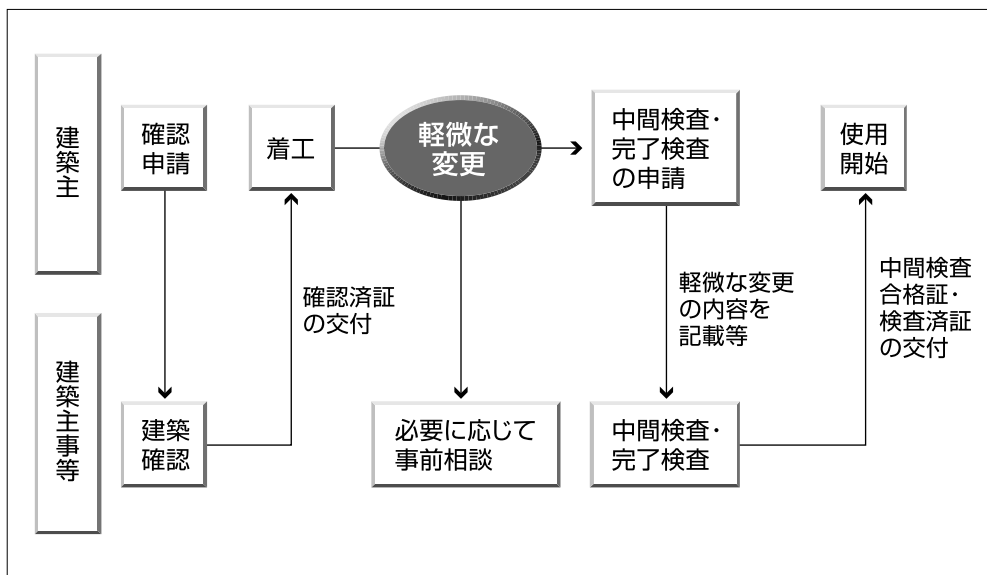 建築主
確認
申請
着工
軽微な
変更
中間検査・
完了検査
の申請
使用
開始
確認済証
の交付
軽微な変更
の内容を
記載等
中間検査
合格証・
検査済証
の交付
建築主事等
建築
確認
必要に応じて
事前相談
中間検査・
完了検査